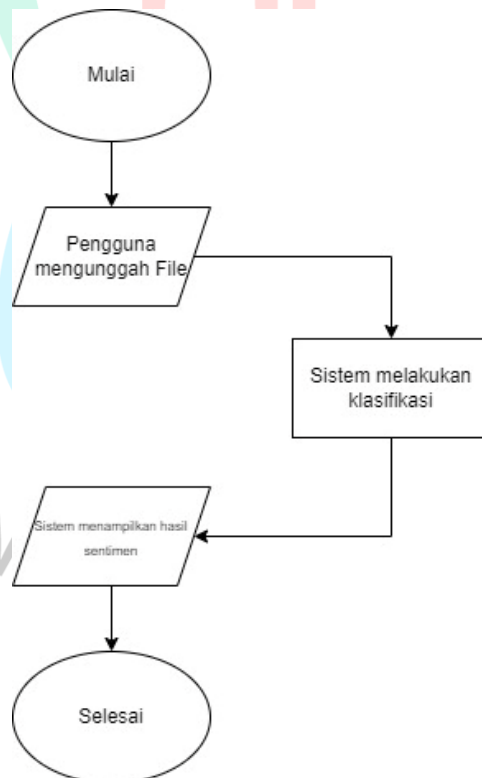 Mulai
Pengguna
mengunggah File
Sistem melakukan
klasifikasi
Sistem menampilkan hasil
sentimen
Selesai